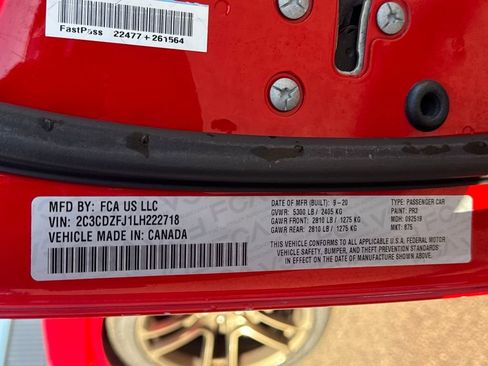 FastPass 22477+261564
MFD BY: FCA US LLC
VIN: 2C3CDZFJ1LH222718
VEHICLE MADE IN: CANADA
DATE OF MFR (BUILT): 9-20
GVWR: 5300 LB / 2405 KG
GAWR FRONT: 2810 LB / 1275 KG
GAWR REAR: 2810 LB / 1275 KG
TYPE: PASSENGER CAR
PAINT: PR3
MDH: 092519
MKT: 875
THIS VEHICLE CONFORMS TO ALL APPLICABLE U.S.A. FEDERAL MOTOR
VEHICLE SAFETY, BUMPER, AND THEFT PREVENTION STANDARDS
IN EFFECT ON THE DATE OF MANUFACTURE SHOWN ABOVE.